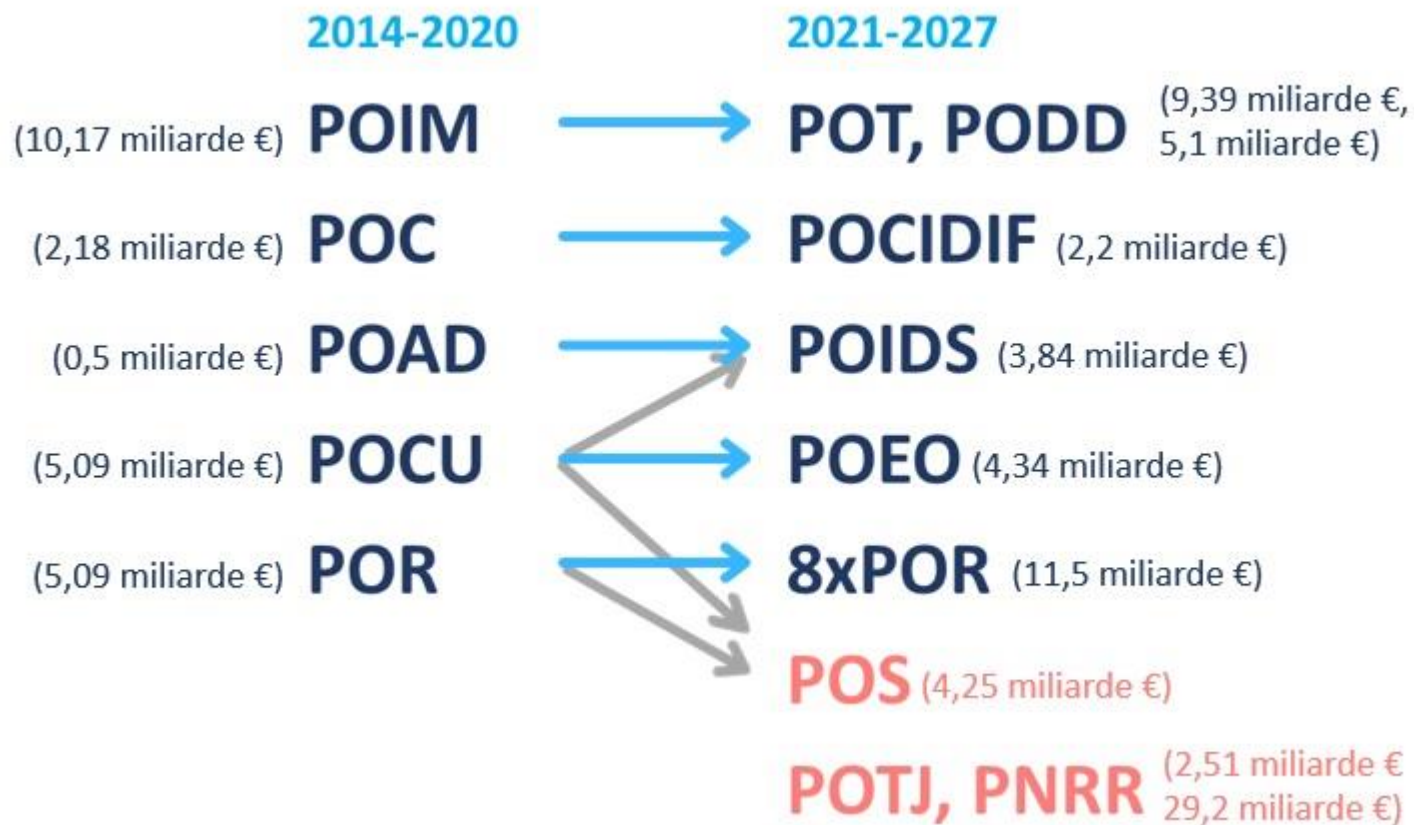 2014-2020 2021-2027
(10,17 miliarde €) POIM POT, PODD (9,39 miliarde €,
5,1 miliarde €)
(2,18 miliarde €) POC POCIDIF (2,2 miliarde €)
(0,5 miliarde €) POAD POIDS (3,84 miliarde €)
(5,09 miliarde €) POCU POEO (4,34 miliarde €)
(5,09 miliarde €) POR 8xPOR (11,5 miliarde €)
POS (4,25 miliarde €)
POTJ, PNRR (2,51 miliarde €
29,2 miliarde €)